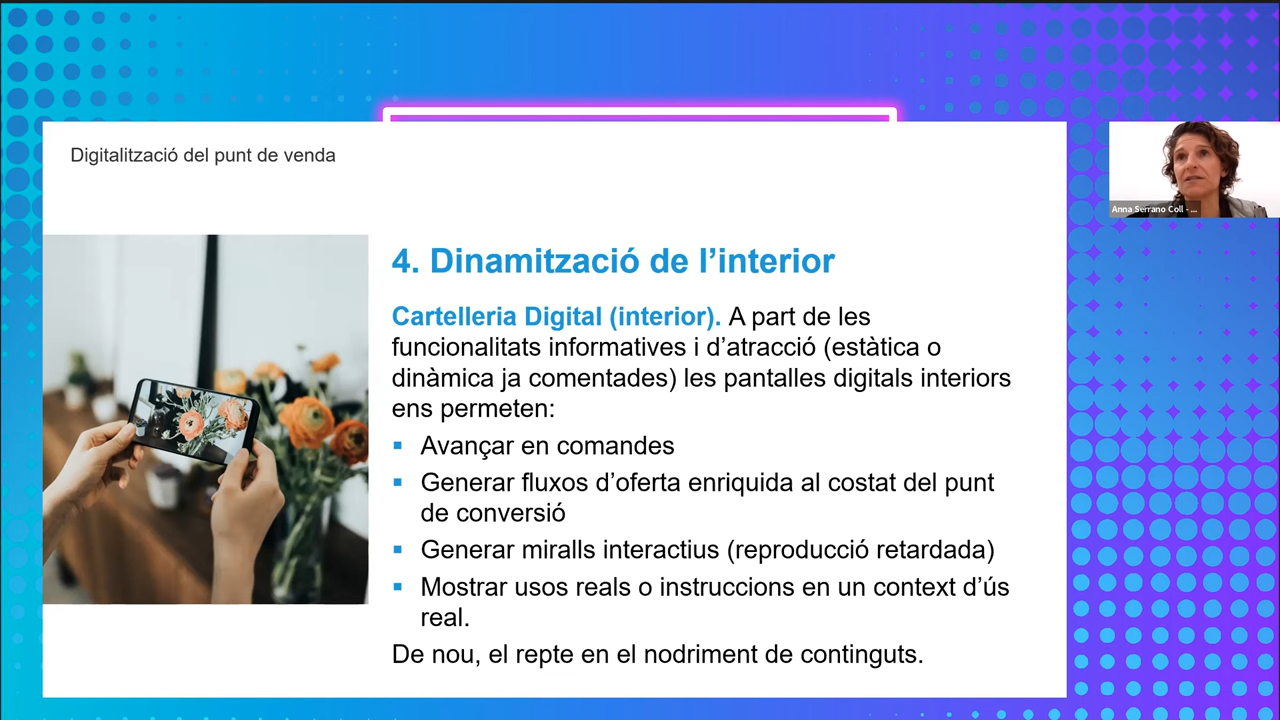 Digitalització del punt de venda
Anna Serrano Coll - ...
4. Dinamització de l’interior
Cartelleria Digital (interior). A part de les
funcionalitats informatives i d’atracció (estàtica o
dinàmica ja comentades) les pantalles digitals interiors
ens permeten:
▪ Avançar en comandes
▪ Generar fluxos d’oferta enriquida al costat del punt
de conversió
▪ Generar miralls interactius (reproducció retardada)
▪ Mostrar usos reals o instruccions en un context d’ús
real.
De nou, el repte en el nodriment de continguts.